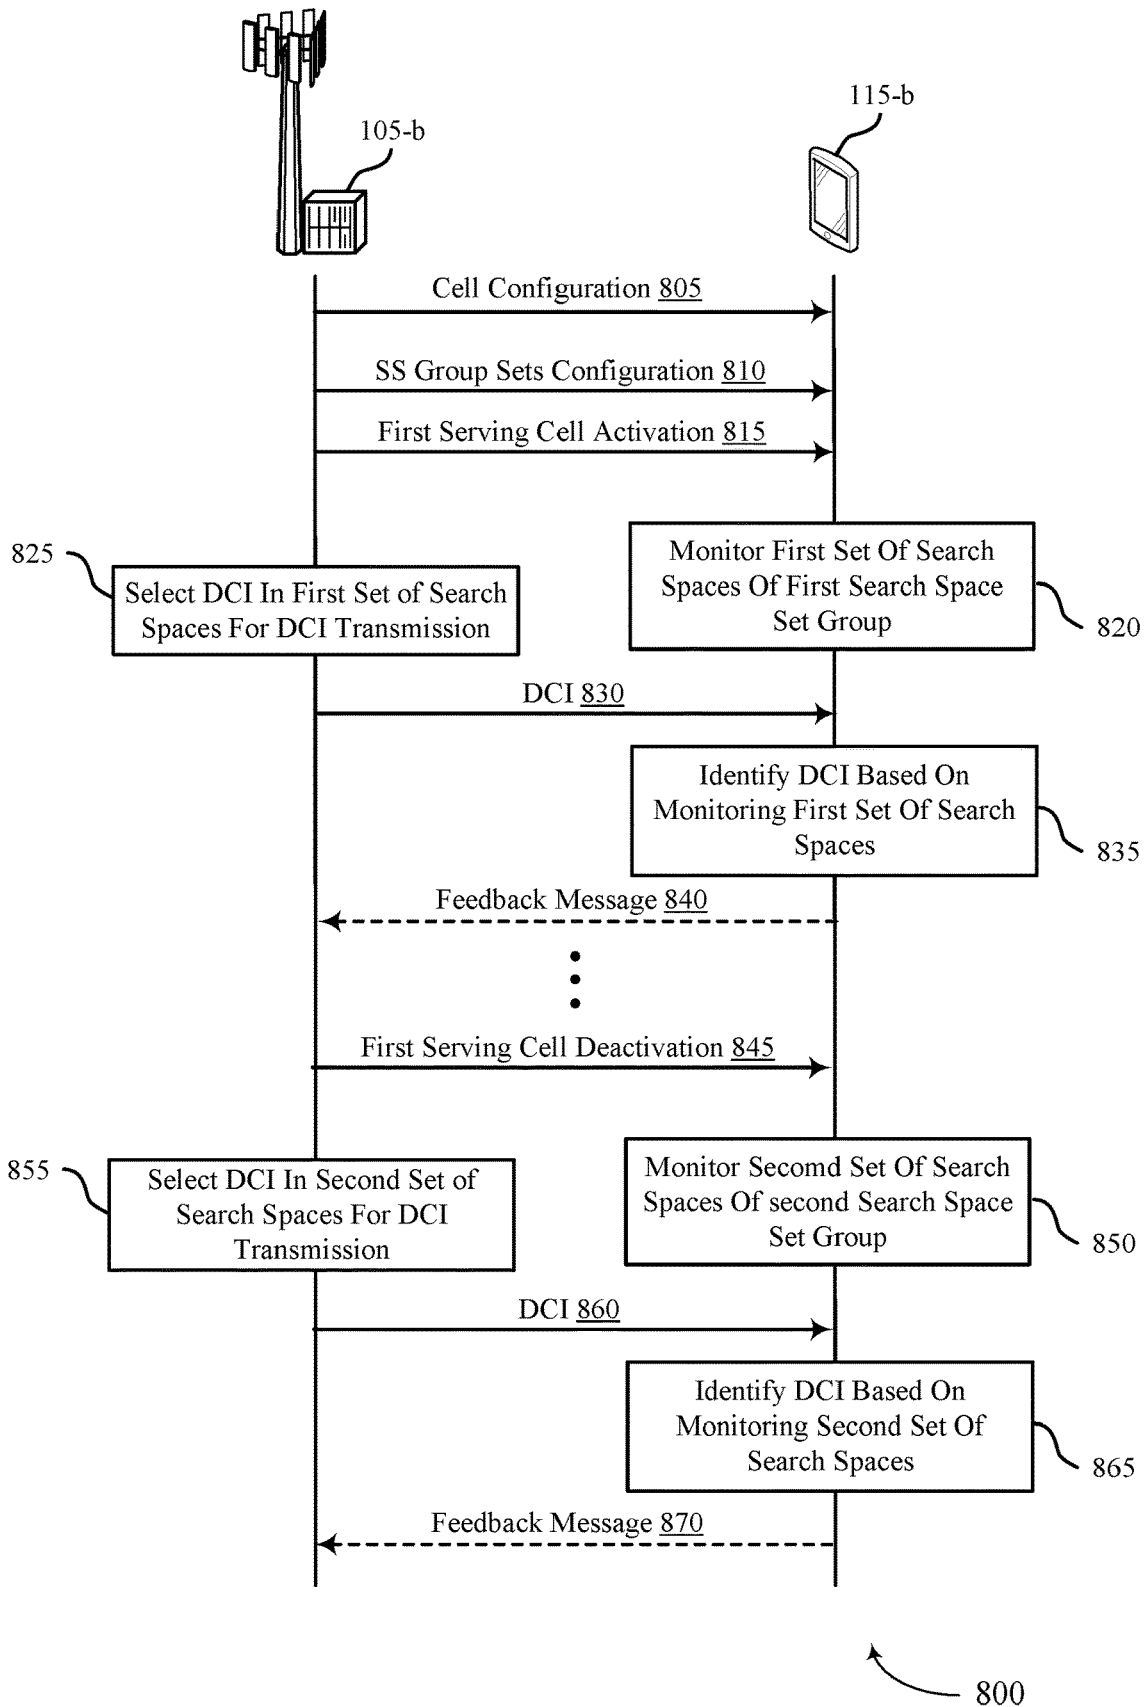 115-b
105-b
Cell Configuration 805
SS Group Sets Configuration 810
First Serving Cell Activation 815
825
Select DCI In First Set of Search
Spaces For DCI Transmission
Monitor First Set Of Search
Spaces Of First Search Space
Set Group
820
DCI 830
Identify DCI Based On
Monitoring First Set Of Search
Spaces
835
Feedback Message 840
First Serving Cell Deactivation 845
855
Select DCI In Second Set of
Search Spaces For DCI
Transmission
Monitor Secomd Set Of Search
Spaces Of second Search Space
Set Group
850
DCI 860
Identify DCI Based On
Monitoring Second Set Of
Search Spaces
865
Feedback Message 870
800